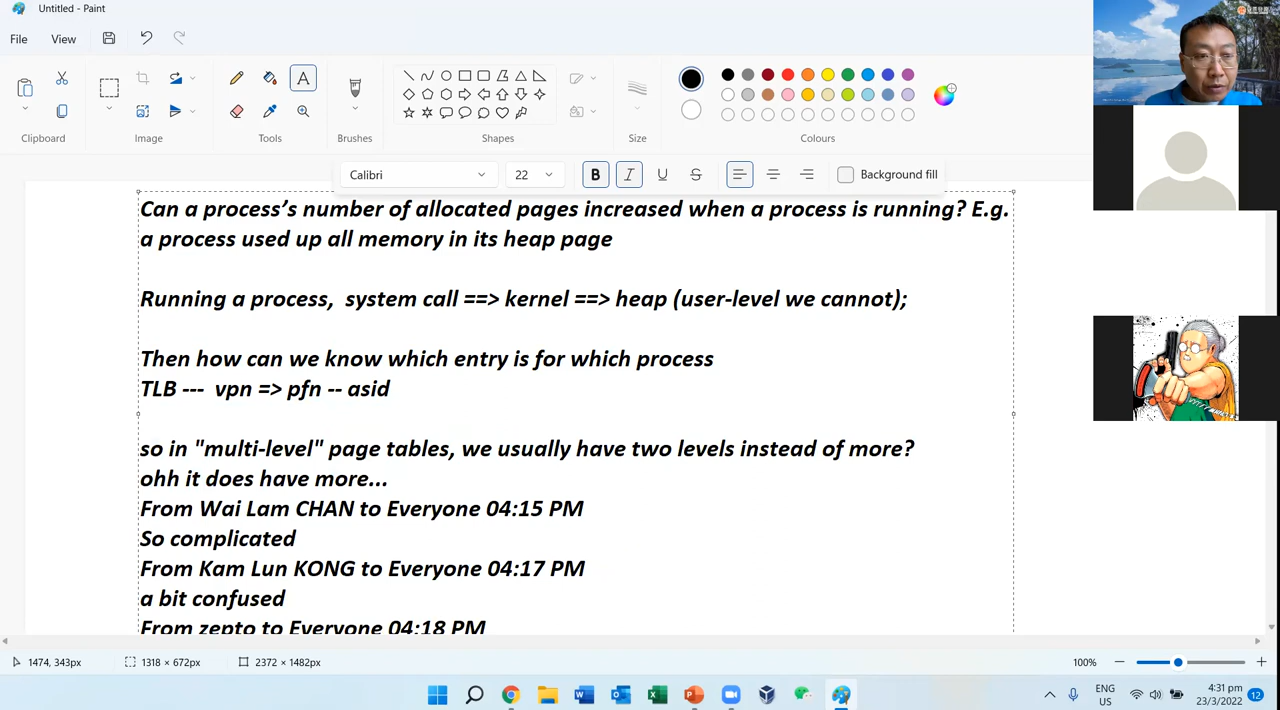 Untitled - Paint
File View
Clipboard
Image
Tools
Brushes
Shapes
Size
Colours
Calibri
22
B I U S
Background fill
Can a process’s number of allocated pages increased when a process is running? E.g.
a process used up all memory in its heap page
Running a process, system call ==> kernel ==> heap (user-level we cannot);
Then how can we know which entry is for which process
TLB --- vpn => pfn -- asid
so in "multi-level" page tables, we usually have two levels instead of more?
ohh it does have more...
From Wai Lam CHAN to Everyone 04:15 PM
So complicated
From Kam Lun KONG to Everyone 04:17 PM
a bit confused
From zepto to Everyone 04:18 PM
1474, 343px
1318 × 672px
2372 × 1482px
100%
ENG
US
4:31 pm
23/3/2022
12